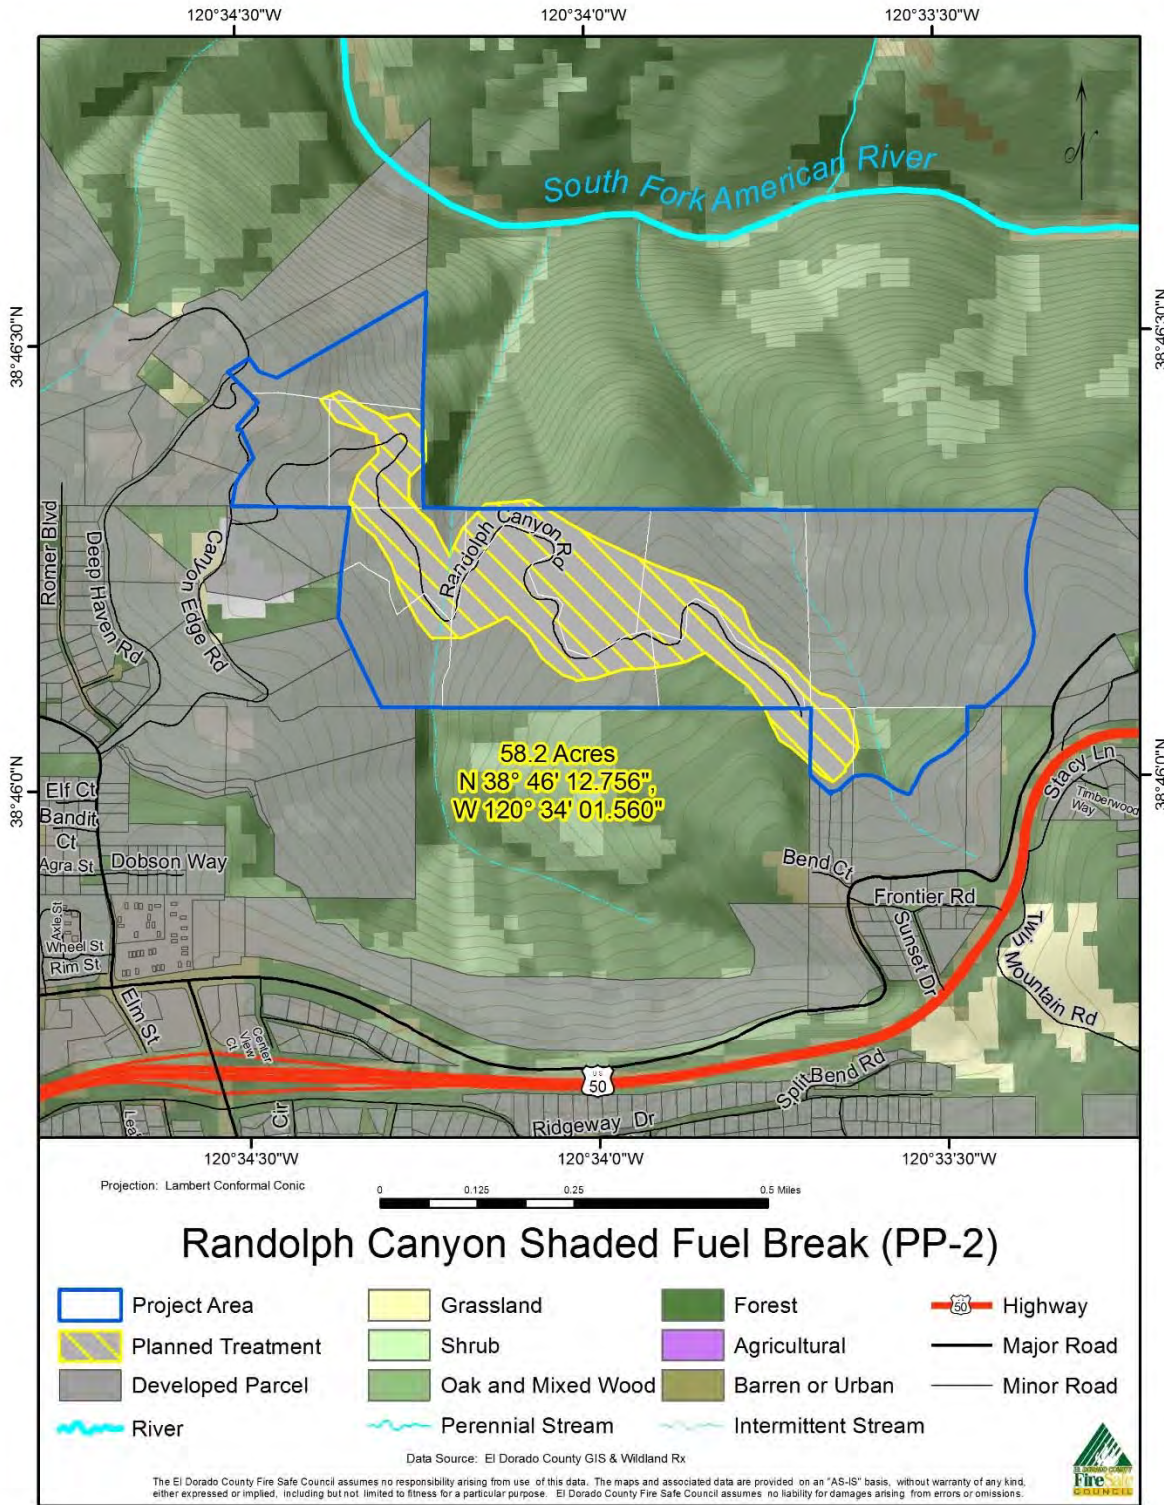 120°34'30"W
120°34'0"W
120°33'30"W
N
South Fork American River
38°46'30"N
38°46'30"N
Romer Blvd
Deep Haven Rd
Canyon Edge Rd
Randolph Canyon Rd
58.2 Acres
N 38° 46' 12.756",
W 120° 34' 01.560"
38°46'0"N
38°46'0"N
Stacy Ln
Timberwood
Way
Elf Ct
Bandit
Ct
Agra St
Dobson Way
Bend Ct
Frontier Rd
Sunset Dr
Twin Mountain Rd
Axle St
Wheel St
Rim St
Elm St
Center
View
Ct
US
50
Split Bend Rd
Cir
Ridgeway Dr
120°34'30"W
120°34'0"W
120°33'30"W
Projection: Lambert Conformal Conic
0 0.125 0.25 0.5 Miles
Randolph Canyon Shaded Fuel Break (PP-2)
Project Area
Grassland
Forest
50 Highway
Planned Treatment
Shrub
Agricultural
Major Road
Developed Parcel
Oak and Mixed Wood
Barren or Urban
Minor Road
River
Perennial Stream
Intermittent Stream
Data Source: El Dorado County GIS & Wildland Rx
The El Dorado County Fire Safe Council assumes no responsibility arising from use of this data. The maps and associated data are provided on an "AS-IS" basis, without warranty of any kind,
either expressed or implied, including but not limited to fitness for a particular purpose. El Dorado County Fire Safe Council assumes no liability for damages arising from errors or omissions.
EL DORADO COUNTY
Fire Safe
COUNCIL